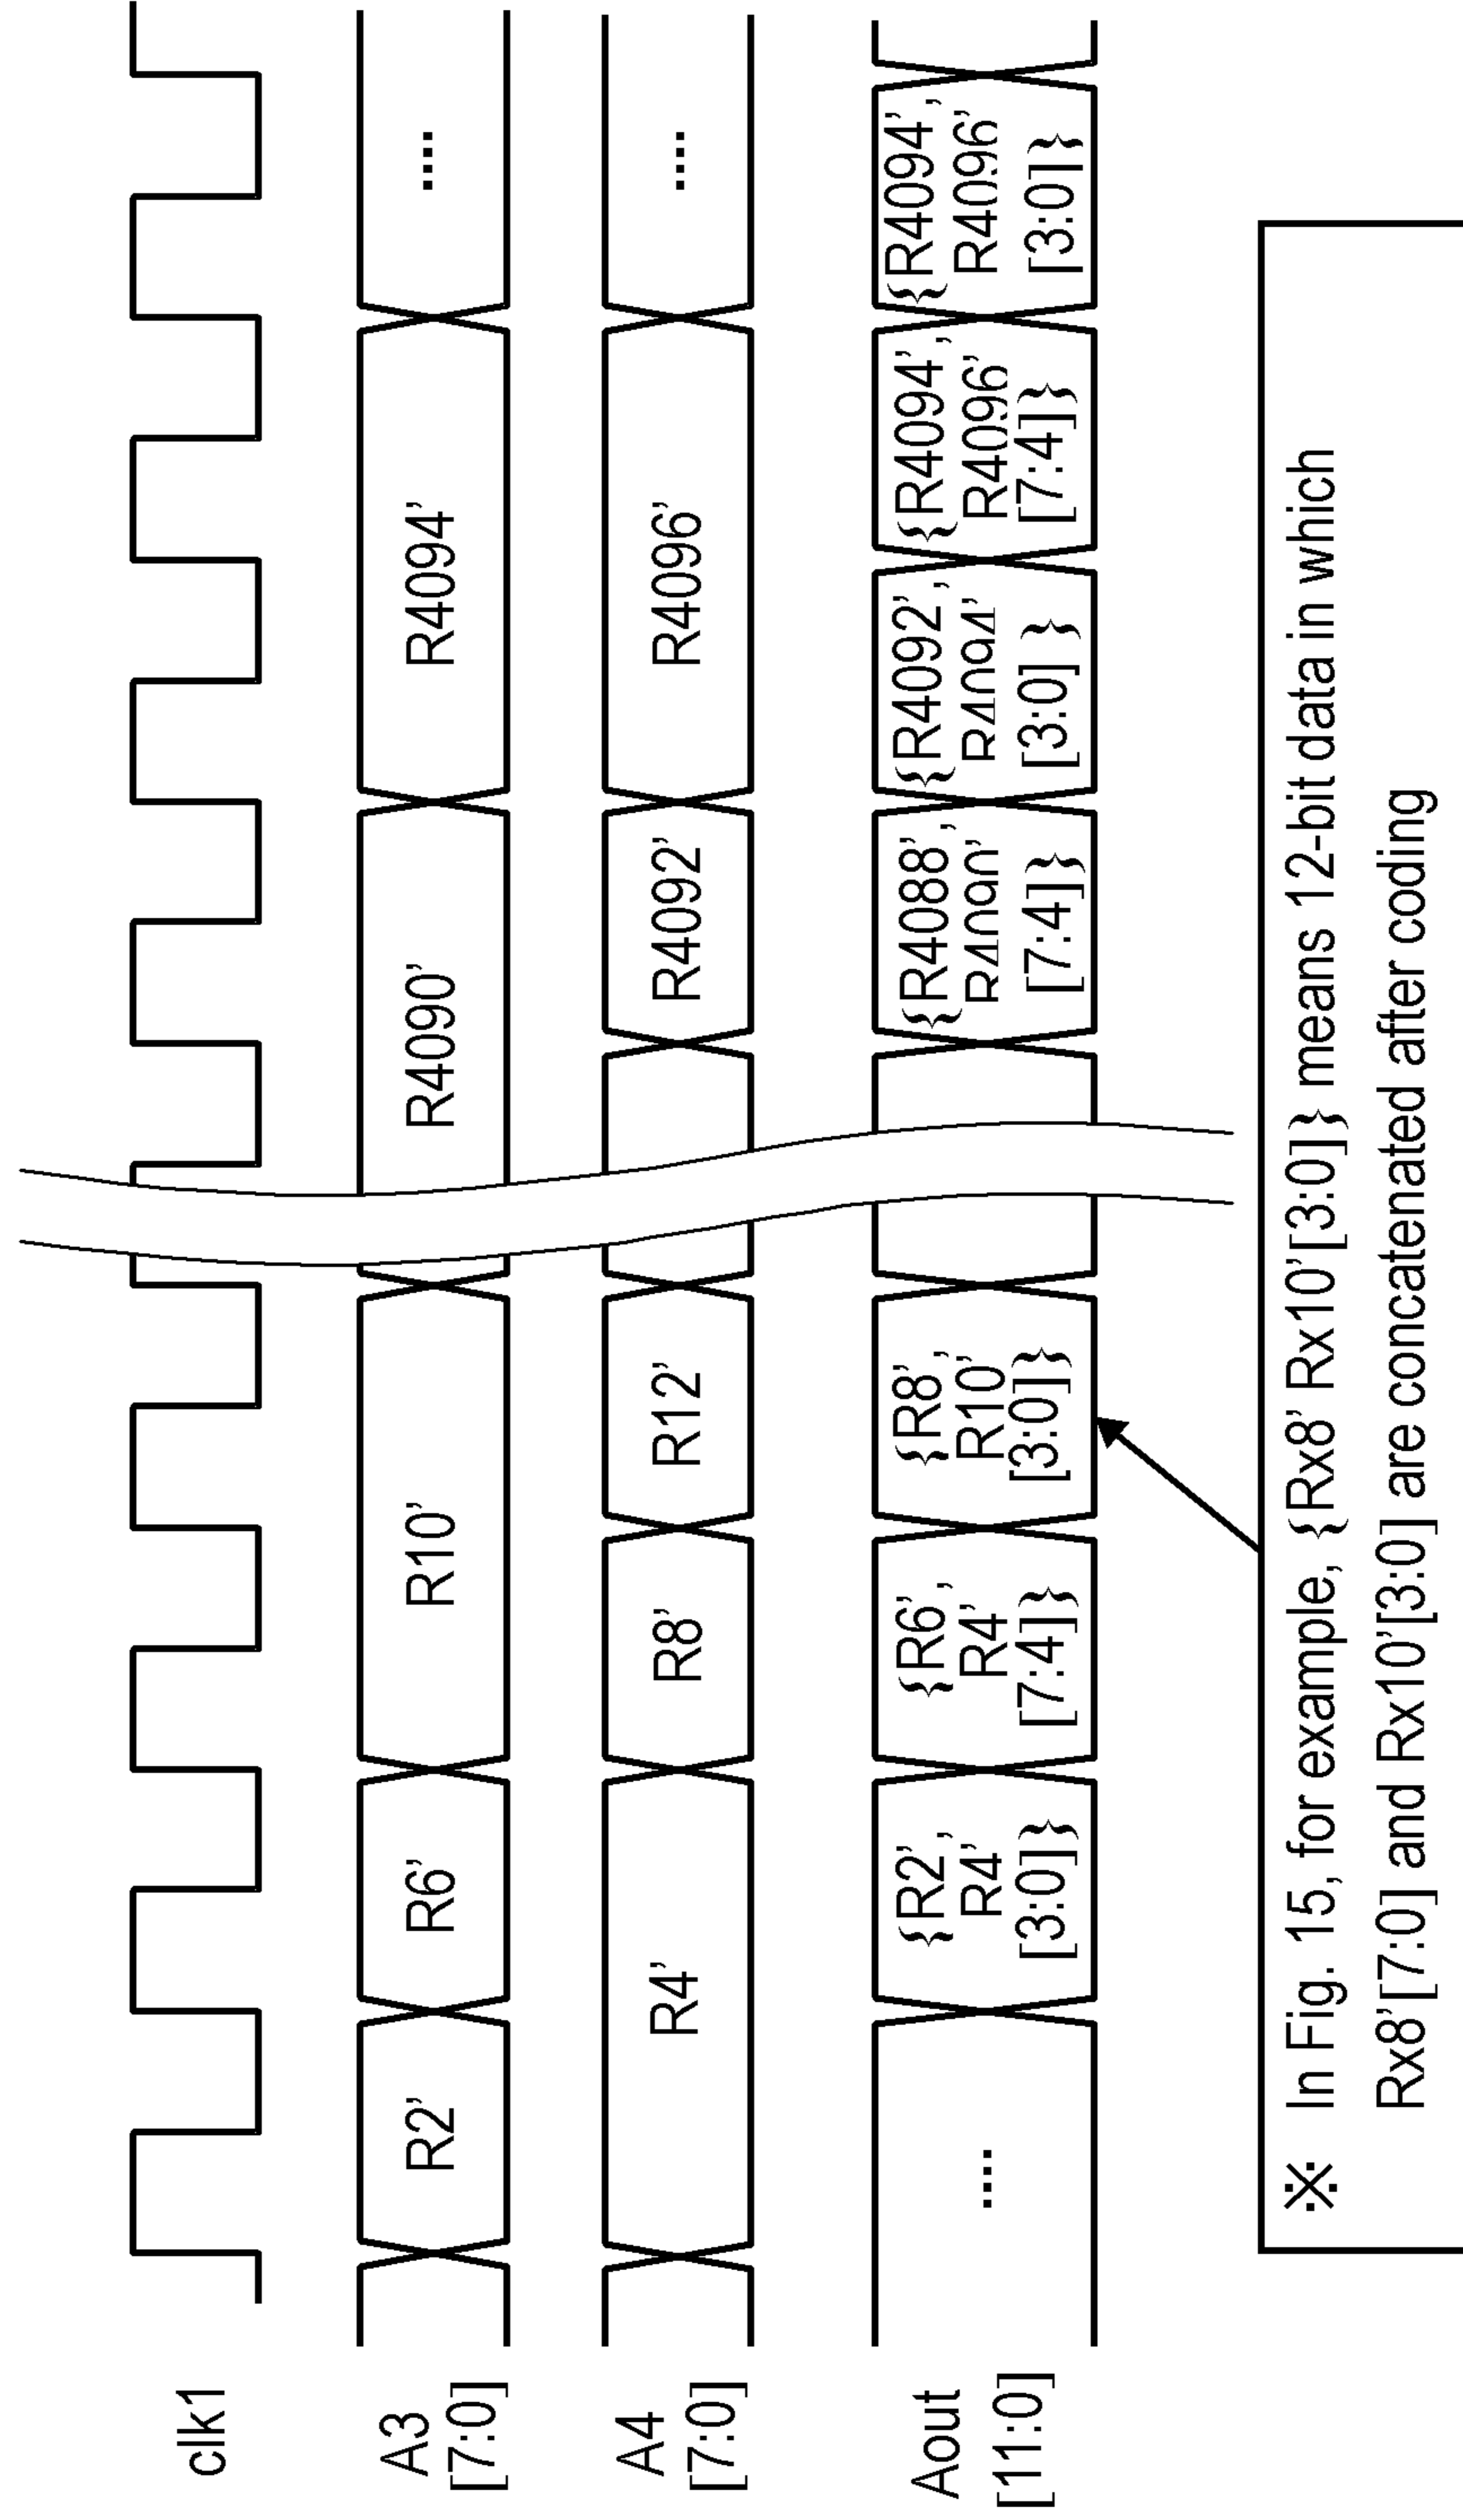 clk1
A3
[7:0]
R2’
R6’
R10’
R4090’
R4094’
....
A4
[7:0]
R4’
R8’
R12’
R4092’
R4096’
....
Aout
[11:0]
....
{R2’,
R4’
[3:0]}
{R6’,
R4’
[7:4]}
{R8’,
R10’
[3:0]}
{R4088’,
[7:4]}
{R4092’,
[3:0] }
{R4094’,
R4096’
[7:4]}
{R4094’,
R4096’
[3:0]}
※ In Fig. 15, for example, {Rx8’ Rx10’[3:0]} means 12-bit data in which
Rx8’[7:0] and Rx10’[3:0] are concatenated after coding